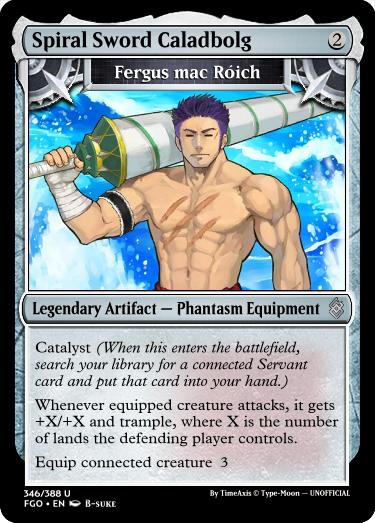 Spiral Sword Caladbolg 2
Fergus mac Róich
Legendary Artifact — Phantasm Equipment
Catalyst (When this enters the battlefield,
search your library for a connected Servant
card and put that card into your hand.)
Whenever equipped creature attacks, it gets
+X/+X and trample, where X is the number
of lands the defending player controls.
Equip connected creature 3
346/388 U
FGO • EN B-suke
By TimeAxis © Type-Moon — UNOFFICIAL